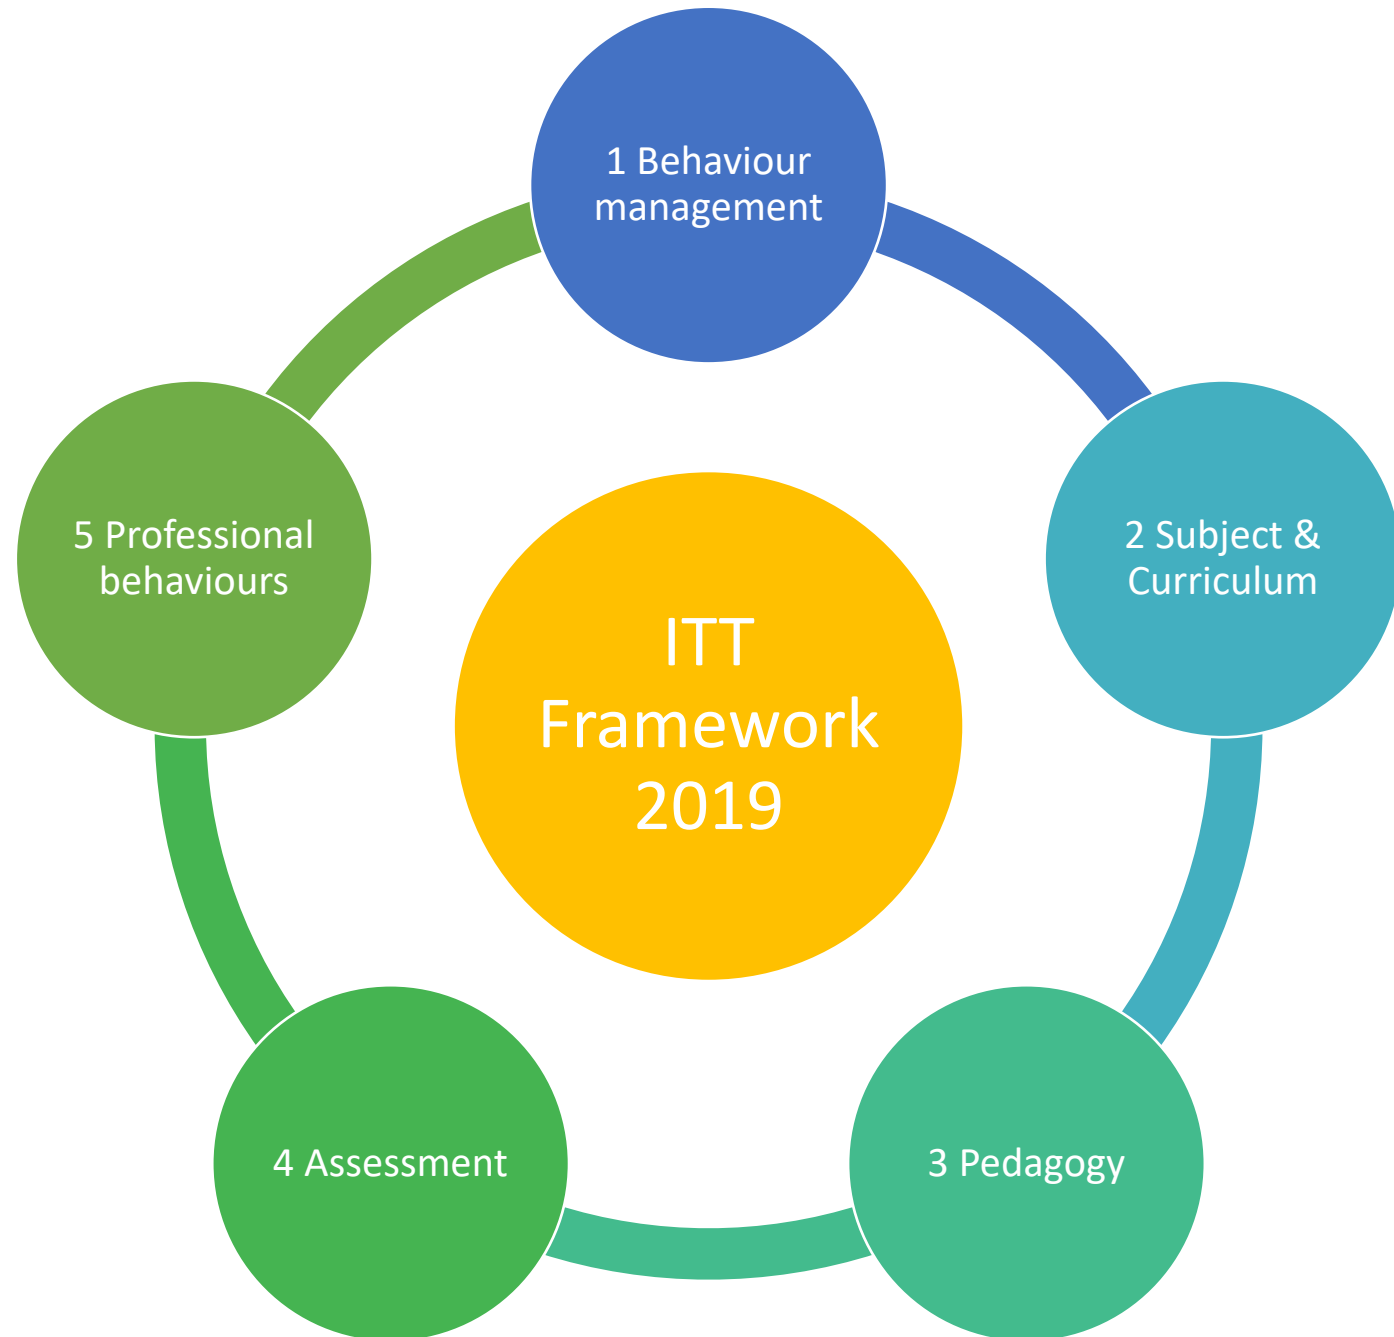 1 Behaviour
management
2 Subject &
Curriculum
3 Pedagogy
4 Assessment
5 Professional
behaviours
ITT
Framework
2019